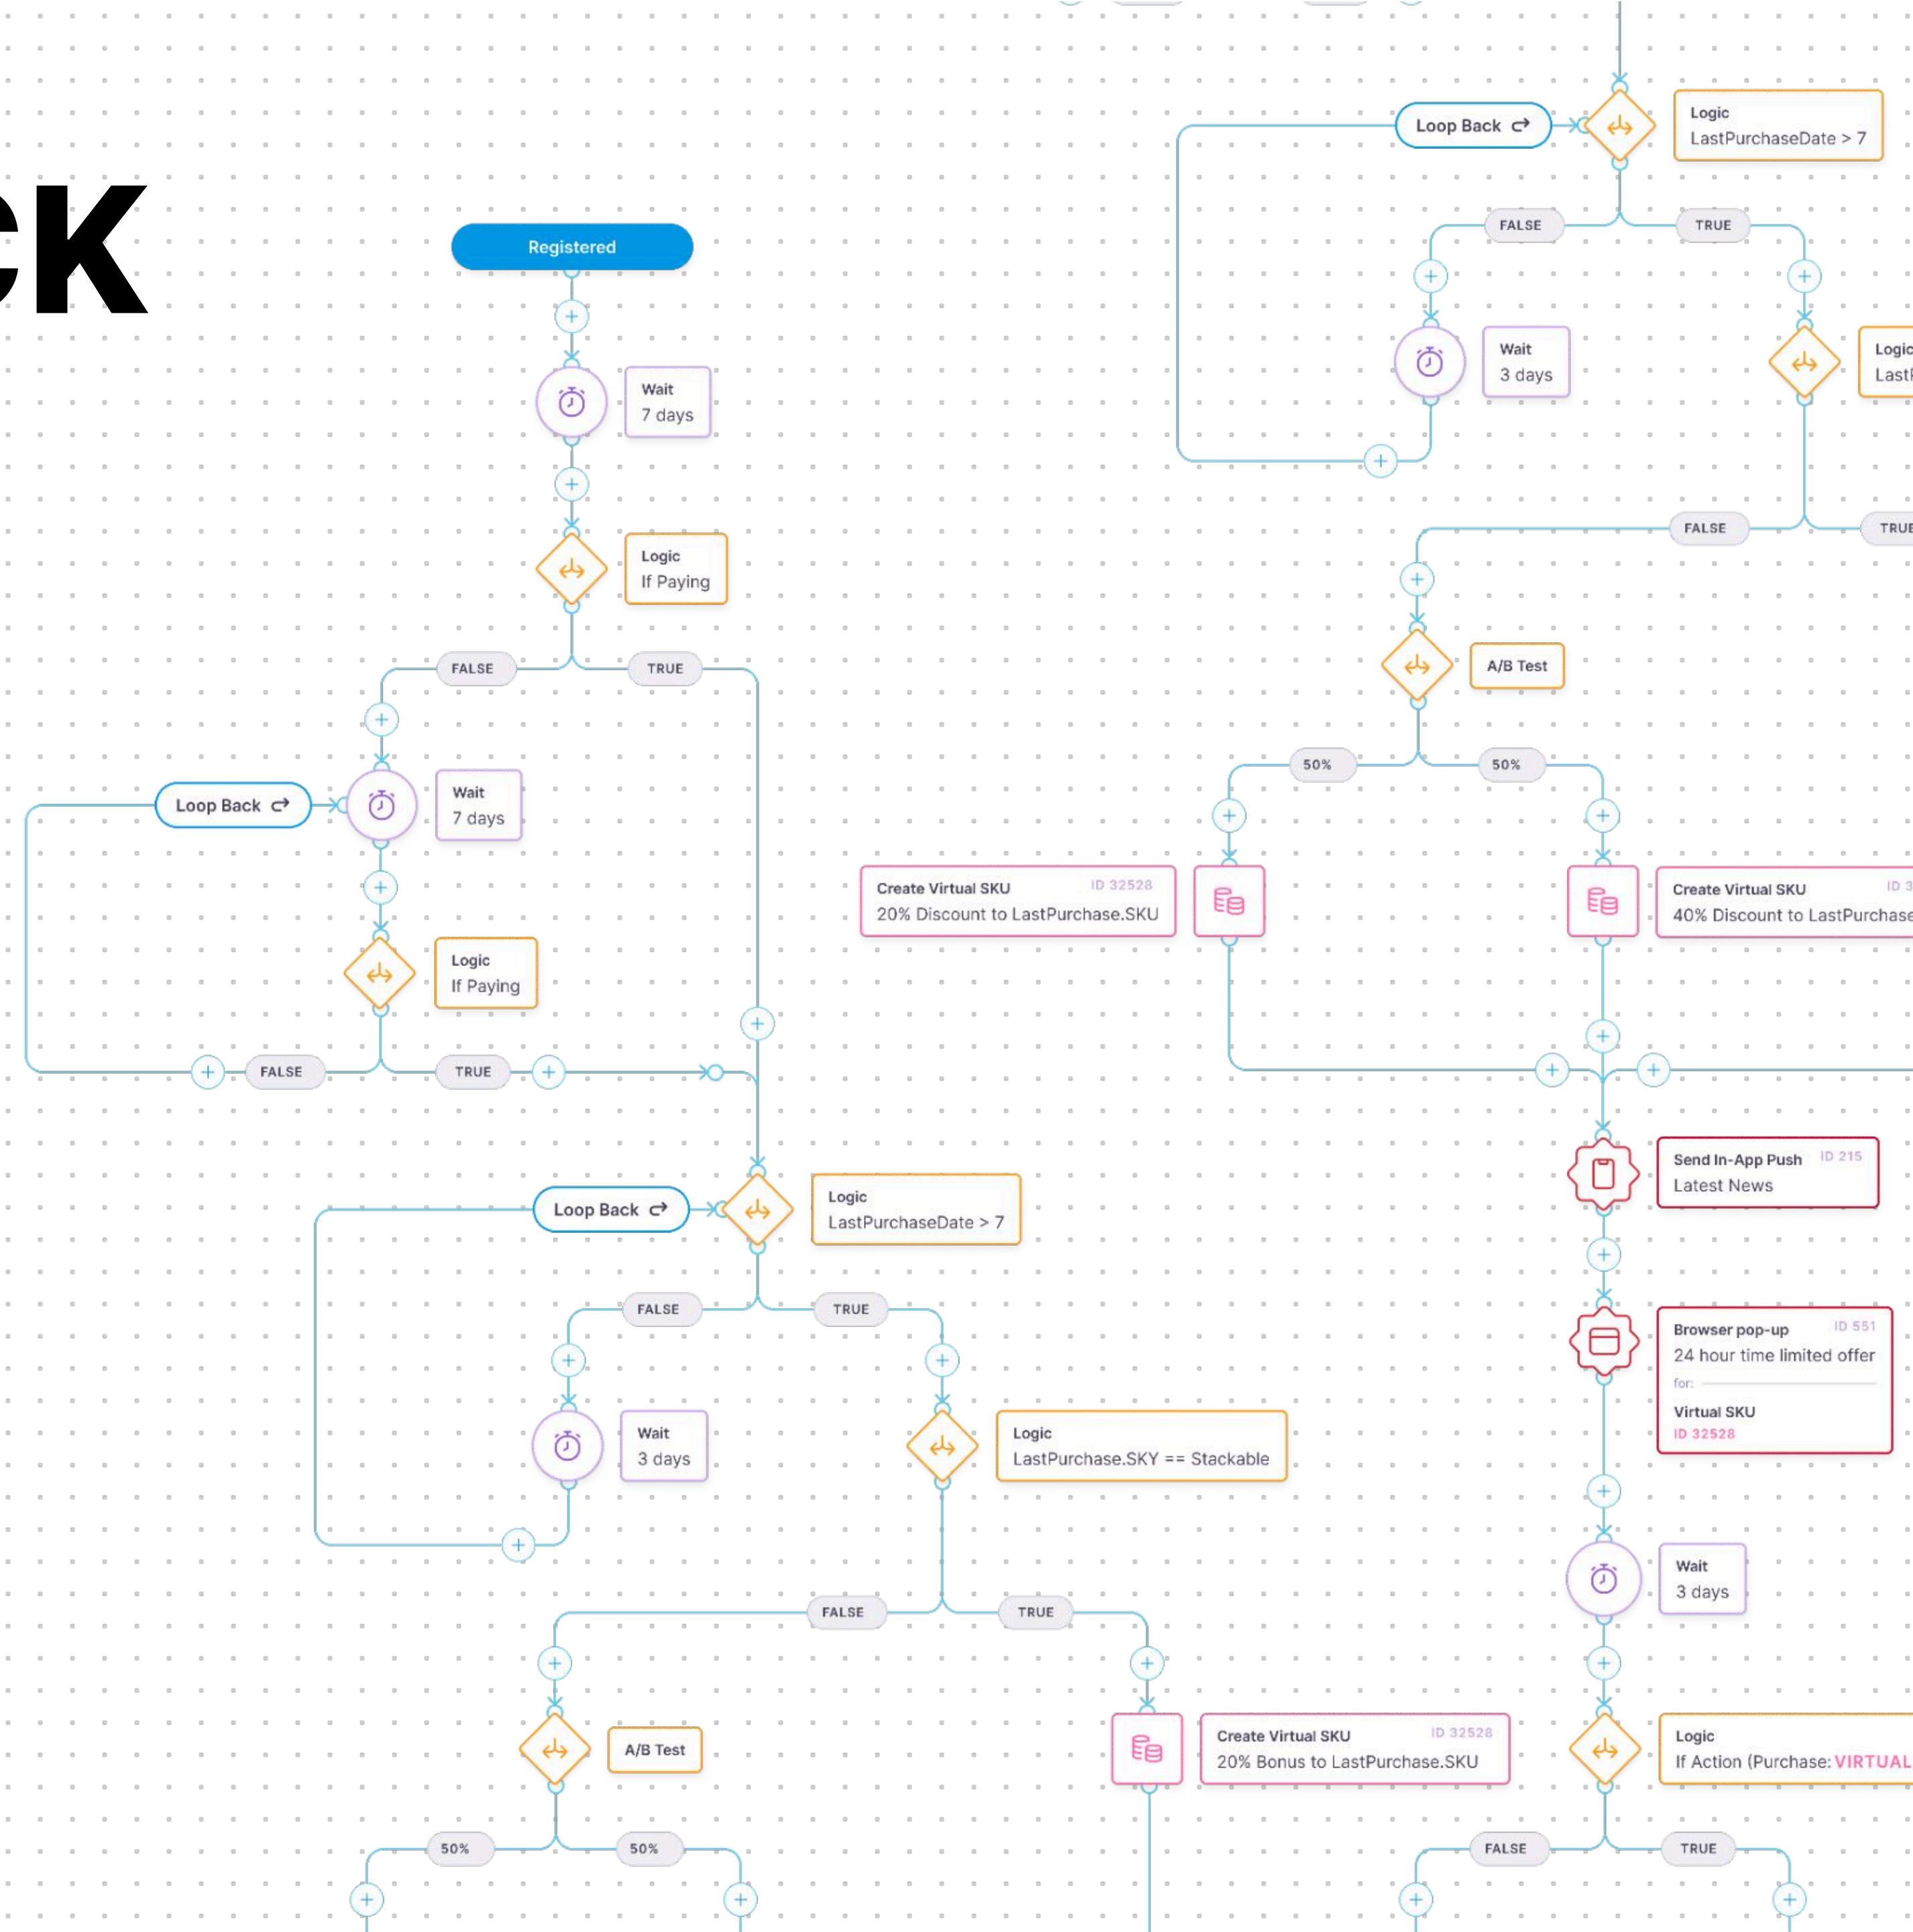 CK
Registered
Wait
7 days
Logic
If Paying
FALSE
TRUE
Loop Back
Wait
7 days
Logic
If Paying
FALSE
TRUE
Loop Back
Logic
LastPurchaseDate > 7
FALSE
TRUE
Wait
3 days
Logic
LastPurchase.SKY == Stackable
FALSE
TRUE
A/B Test
Create Virtual SKU ID 32528
20% Bonus to LastPurchase.SKU
50%
50%
Loop Back
Logic
LastPurchaseDate > 7
FALSE
TRUE
Wait
3 days
Logic
FALSE
TRUE
A/B Test
50%
50%
Create Virtual SKU ID 32528
20% Discount to LastPurchase.SKU
Create Virtual SKU ID 3
40% Discount to LastPurchase
Send In-App Push ID 215
Latest News
Browser pop-up ID 551
24 hour time limited offer
for:
Virtual SKU
ID 32528
Wait
3 days
Logic
If Action (Purchase: VIRTUAL
FALSE
TRUE